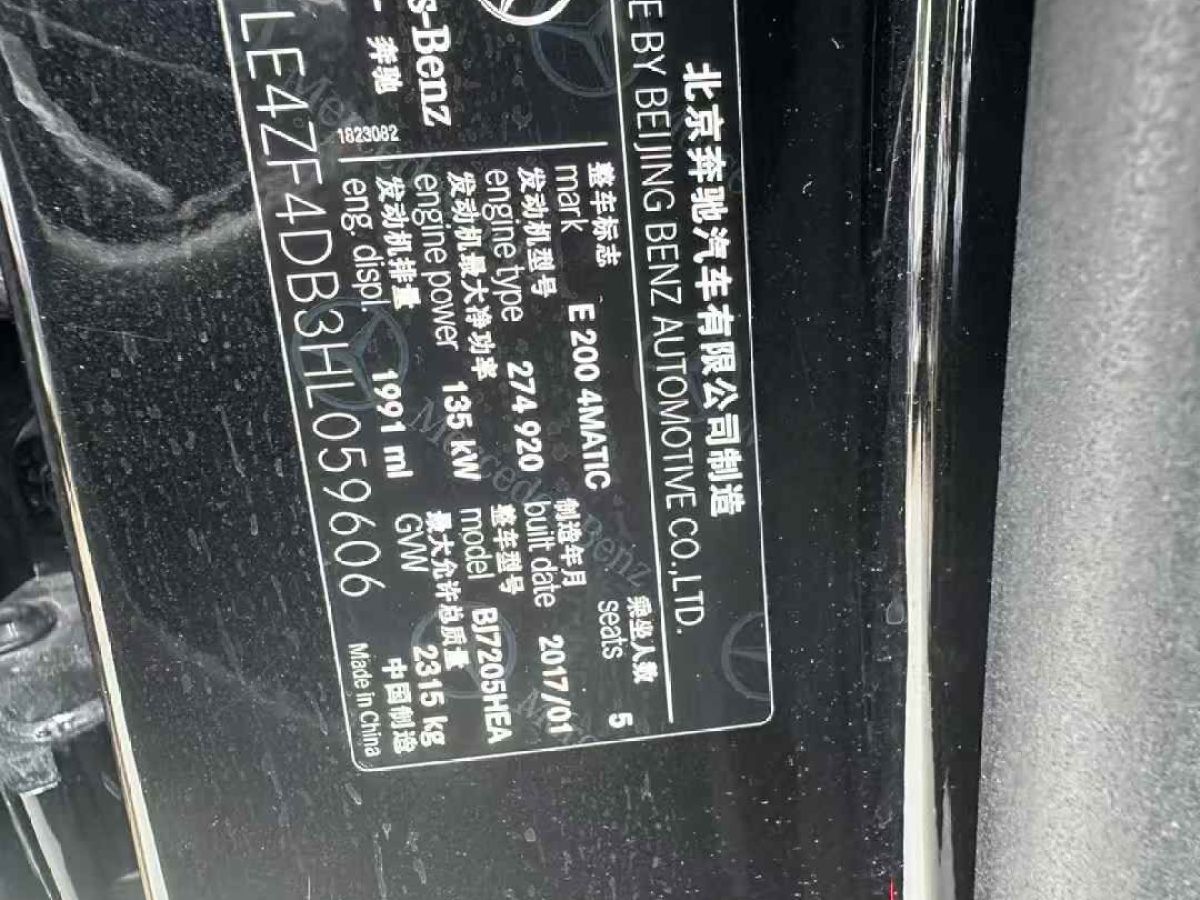 北京奔驰汽车有限公司制造
E BY BEIJING BENZ AUTOMOTIVE CO.,LTD.
s-Benz
奔驰
1823082
整车标志
mark E 200 4MATIC
乘坐人数
seats 5
发动机型号
engine type 274 920
制造年月
built date 2017/01
发动机最大净功率
engine power 135 kW
整车型号
model BJ7205HEA
发动机排量
eng. displ. 1991 ml
最大允许总质量
GVW 2315 kg
中国制造
Made in China
LE4ZF4DB3HL059606